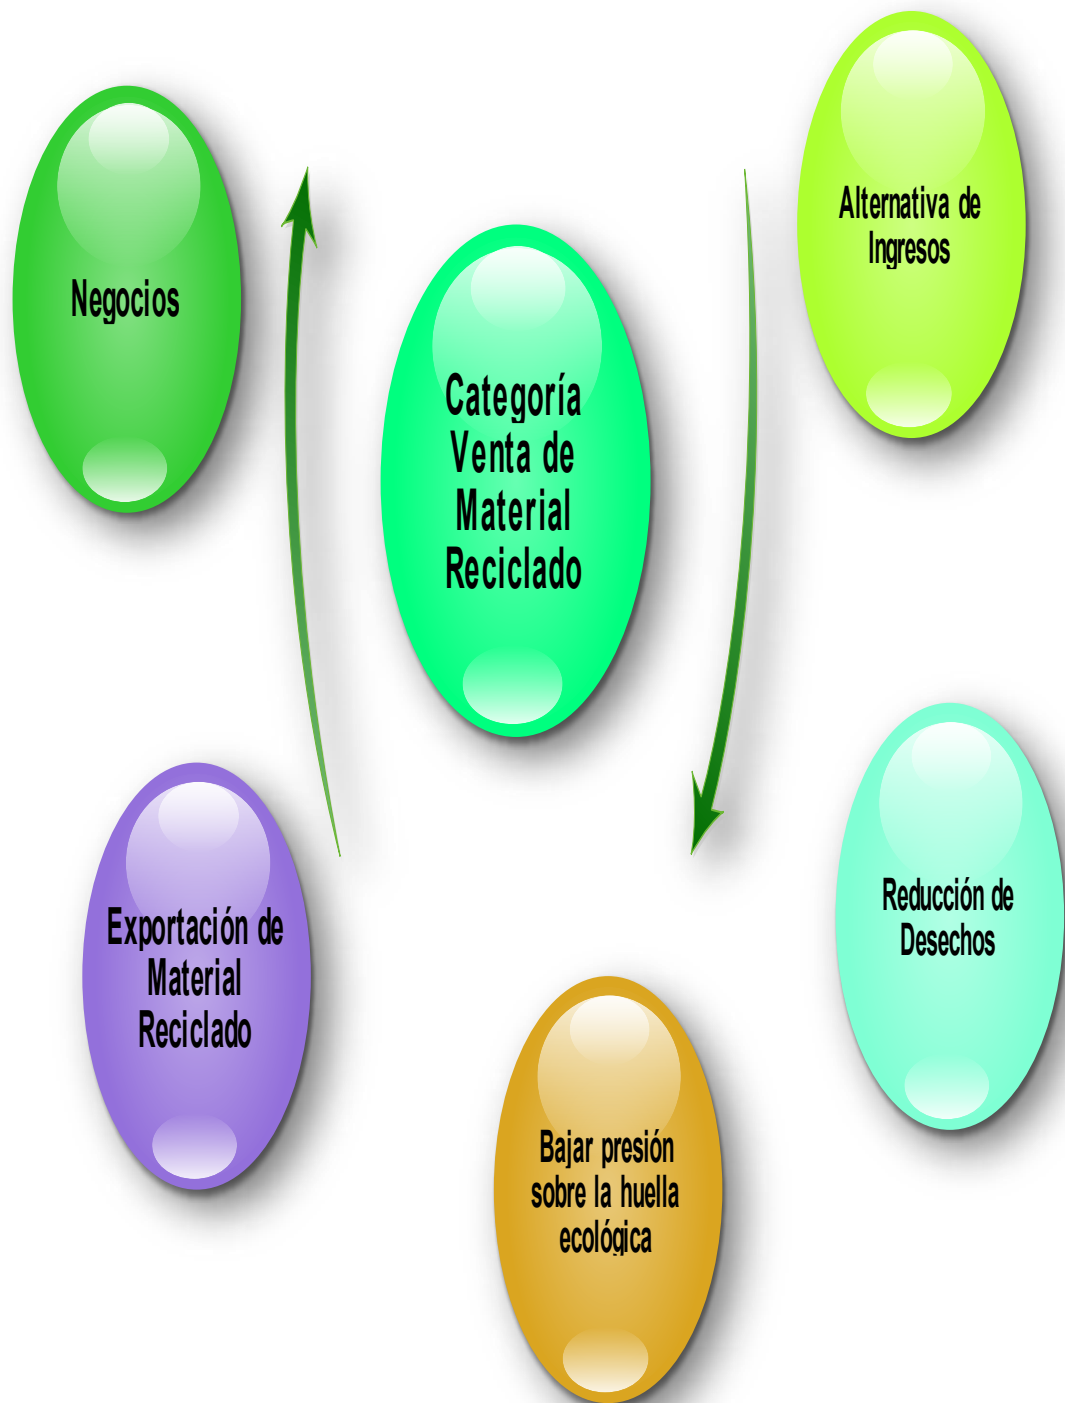 Alternativa de
Ingresos
Negocios
Categoría
Venta de
Material
Reciclado
Reducción de
Desechos
Exportación de
Material
Reciclado
Bajar presión
sobre la huella
ecológica